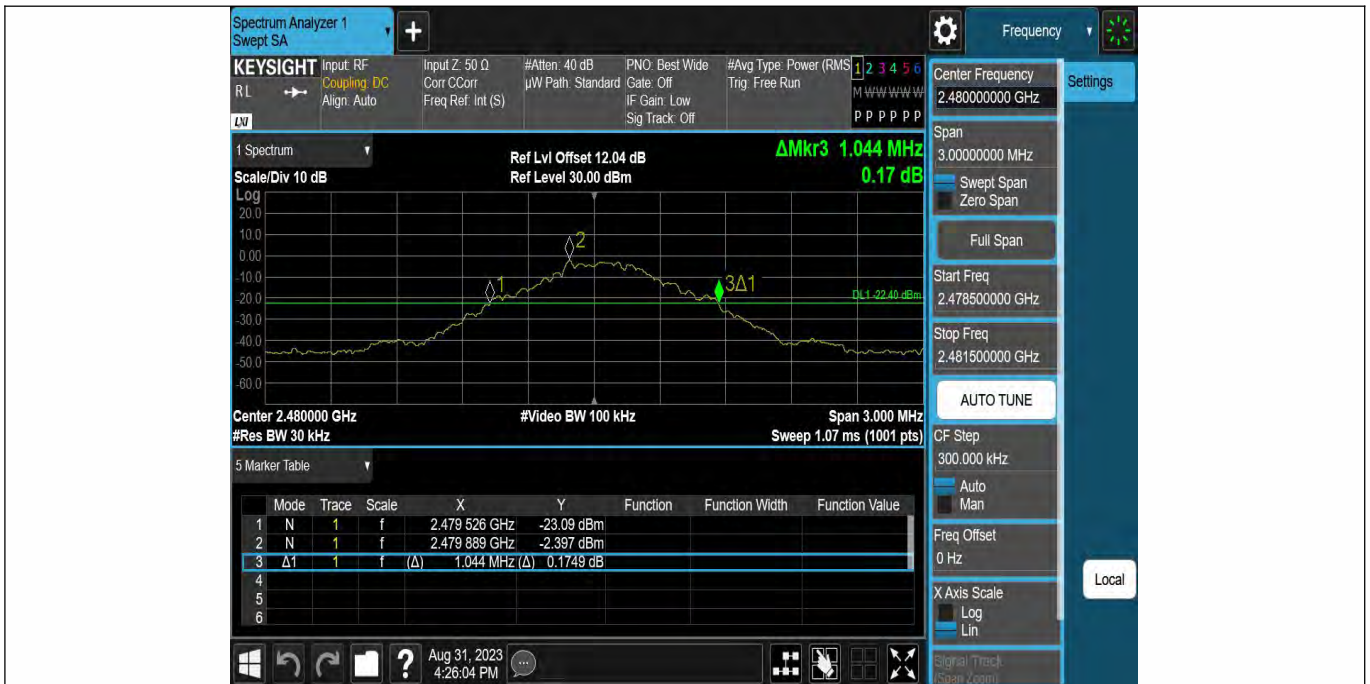 Spectrum Analyzer 1
Swept SA
+
Frequency
KEYSIGHT
RL
LXI
Input: RF
Coupling: DC
Align: Auto
Input Z: 50 Ω
Corr CCorr
Freq Ref: Int (S)
#Atten: 40 dB
µW Path: Standard
PNO: Best Wide
Gate: Off
IF Gain: Low
Sig Track: Off
#Avg Type: Power (RMS
Trig: Free Run
1 2 3 4 5 6
M W W W W W
P P P P P P
1 Spectrum
Scale/Div 10 dB
Ref Lvl Offset 12.04 dB
Ref Level 30.00 dBm
ΔMkr3 1.044 MHz
0.17 dB
Log
20.0
10.0
0.00
-10.0
-20.0
-30.0
-40.0
-50.0
-60.0
1
2
3Δ1
DL1 -22.40 dBm
Center 2.480000 GHz
#Video BW 100 kHz
Span 3.000 MHz
#Res BW 30 kHz
Sweep 1.07 ms (1001 pts)
5 Marker Table
Mode Trace Scale X Y Function Function Width Function Value
1 N 1 f 2.479 526 GHz -23.09 dBm
2 N 1 f 2.479 889 GHz -2.397 dBm
3 Δ1 1 f (Δ) 1.044 MHz (Δ) 0.1749 dB
4
5
6
?
Aug 31, 2023
4:26:04 PM
Center Frequency
2.480000000 GHz
Settings
Span
3.00000000 MHz
Swept Span
Zero Span
Full Span
Start Freq
2.478500000 GHz
Stop Freq
2.481500000 GHz
AUTO TUNE
CF Step
300.000 kHz
Auto
Man
Freq Offset
0 Hz
X Axis Scale
Log
Lin
Signal Track
(Span Zoom)
Local